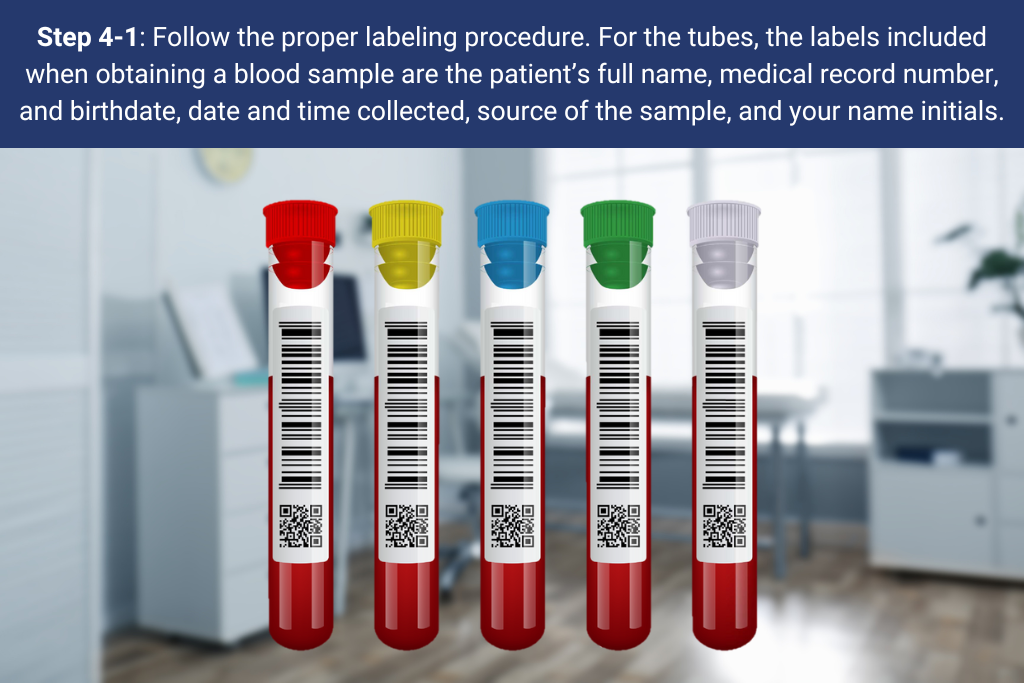 Step 4-1: Follow the proper labeling procedure. For the tubes, the labels included
when obtaining a blood sample are the patient’s full name, medical record number,
and birthdate, date and time collected, source of the sample, and your name initials.